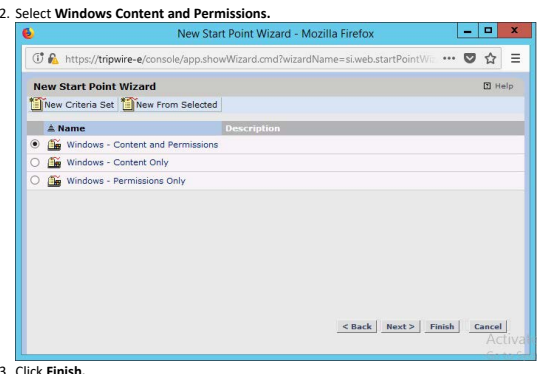 2. Select Windows Content and Permissions.
New Start Point Wizard - Mozilla Firefox
https://tripwire-e/console/app.showWizard.cmd?wizardName=si.web.startPointWiz
New Start Point Wizard
Help
New Criteria Set New From Selected
Name Description
Windows - Content and Permissions
Windows - Content Only
Windows - Permissions Only
< Back Next > Finish Cancel
Activa
3. Click Finish.